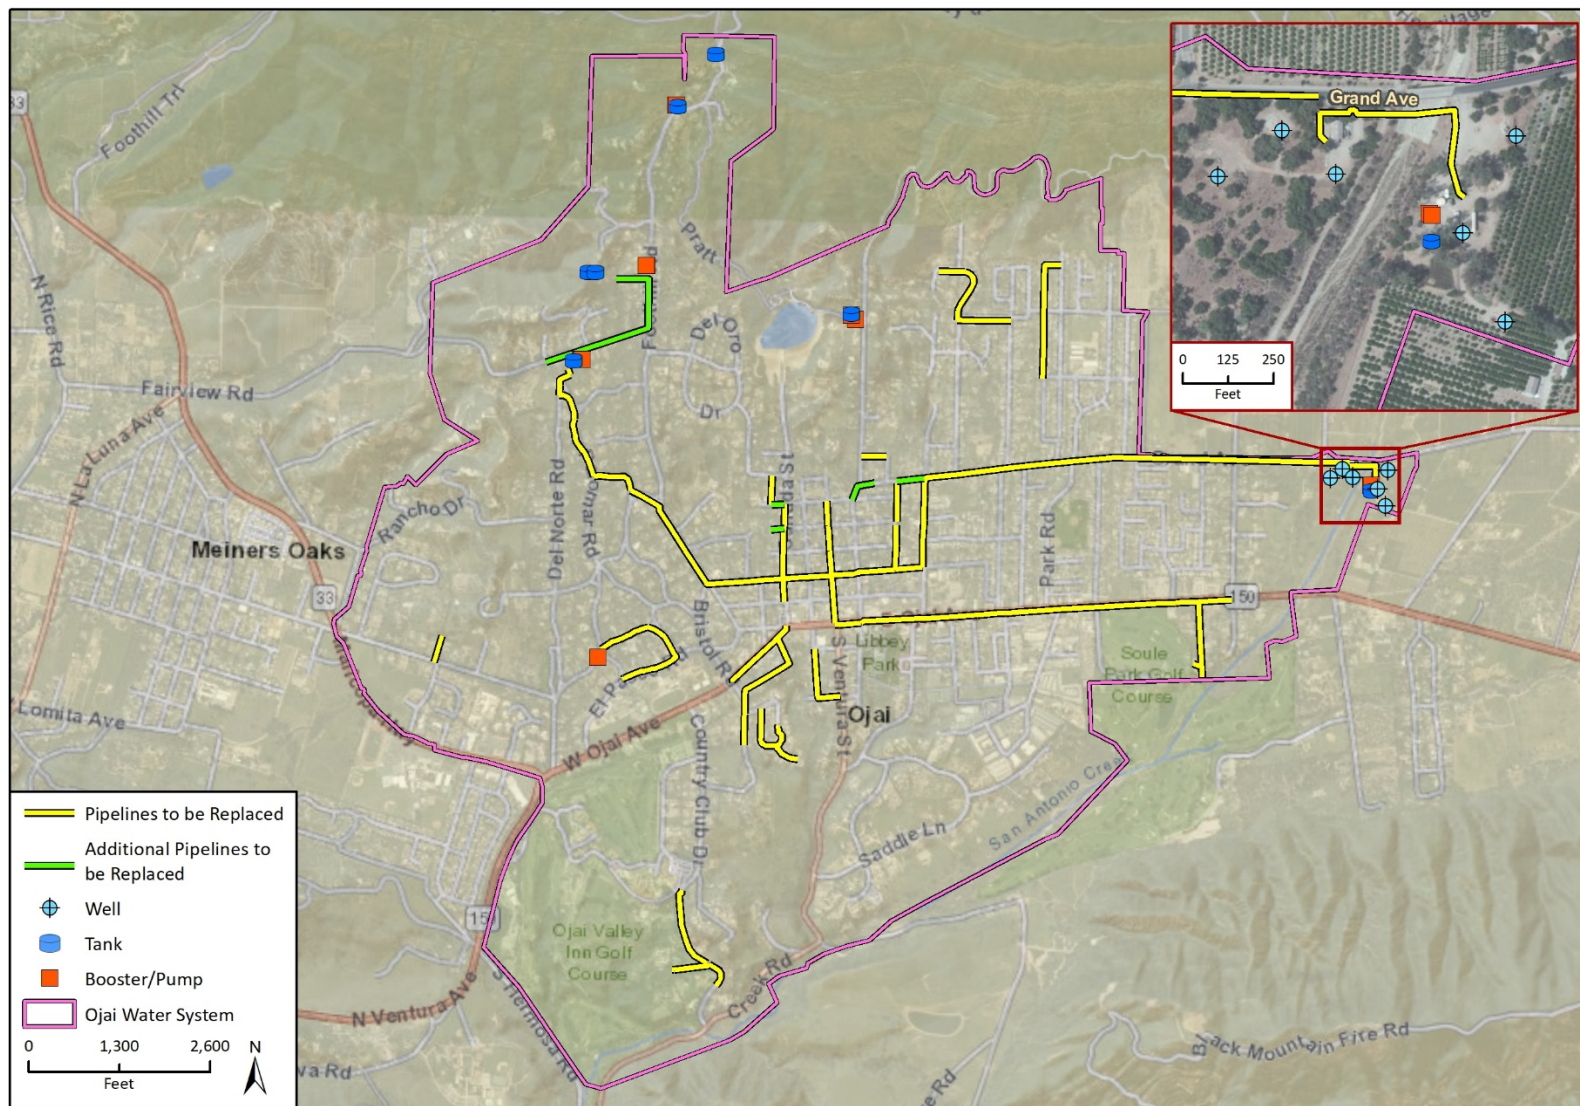 33
Foothill Trl
Grand Ave
0 125 250
Feet
N Rice Rd
Pratt
Del Oro
Dr
Fairview Rd
N La Luna Ave
Rancho Dr
Del Norte Rd
Meiners Oaks
33
Park Rd
150
Bristol Rd
Libbey
Park
S Ventura St
Soule
Park Golf
Course
Lomita Ave
Maricopa Hwy
W Ojai Ave
Ojai
Country Club Dr
San Antonio Creek
Saddle Ln
150
Ojai Valley
Inn Golf
Course
Creek Rd
N Ventura Ave
Black Mountain Fire Rd
Pipelines to be Replaced
Additional Pipelines to
be Replaced
Well
Tank
Booster/Pump
Ojai Water System
0 1,300 2,600
Feet
N